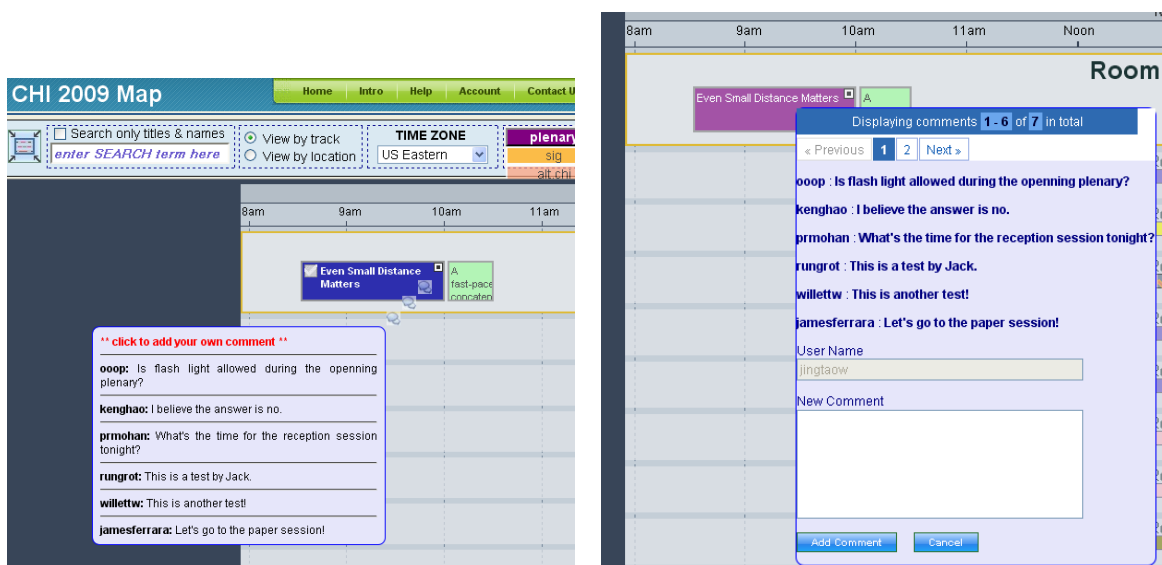 CHI 2009 Map
Home Intro Help Account Contact U
Search only titles & names
enter SEARCH term here
View by track
View by location
TIME ZONE
US Eastern
plenary
sig
alt.chi
8am 9am 10am 11am
Even Small Distance
Matters
A
fast-pace
concaten
** click to add your own comment **
ooop: Is flash light allowed during the openning
plenary?
kenghao: I believe the answer is no.
prmohan: What's the time for the reception session
tonight?
rungrot: This is a test by Jack.
willettw: This is another test!
jamesferrara: Let's go to the paper session!
8am 9am 10am 11am Noon
Room
Even Small Distance Matters
A
Displaying comments 1 - 6 of 7 in total
« Previous 1 2 Next »
ooop : Is flash light allowed during the openning plenary?
kenghao : I believe the answer is no.
prmohan : What's the time for the reception session tonight?
rungrot : This is a test by Jack.
willettw : This is another test!
jamesferrara : Let's go to the paper session!
User Name
jingtaow
New Comment
Add Comment Cancel